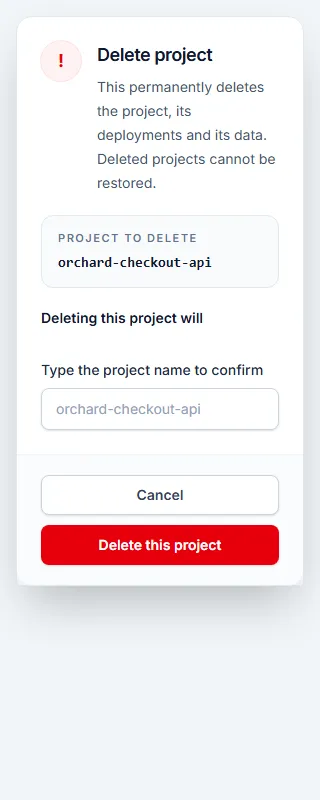 !
Delete project
This permanently deletes
the project, its
deployments and its data.
Deleted projects cannot be
restored.
PROJECT TO DELETE
orchard-checkout-api
Deleting this project will
Type the project name to confirm
orchard-checkout-api
Cancel
Delete this project